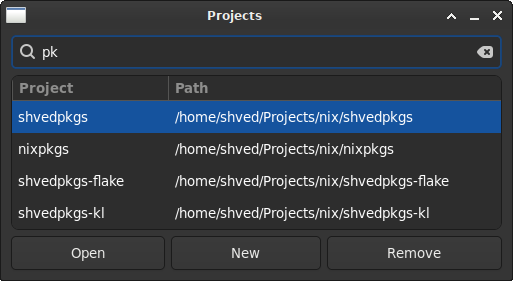 Projects
pk
Project Path
shvedpkgs /home/shved/Projects/nix/shvedpkgs
nixpkgs /home/shved/Projects/nix/nixpkgs
shvedpkgs-flake /home/shved/Projects/nix/shvedpkgs-flake
shvedpkgs-kl /home/shved/Projects/nix/shvedpkgs-kl
Open New Remove